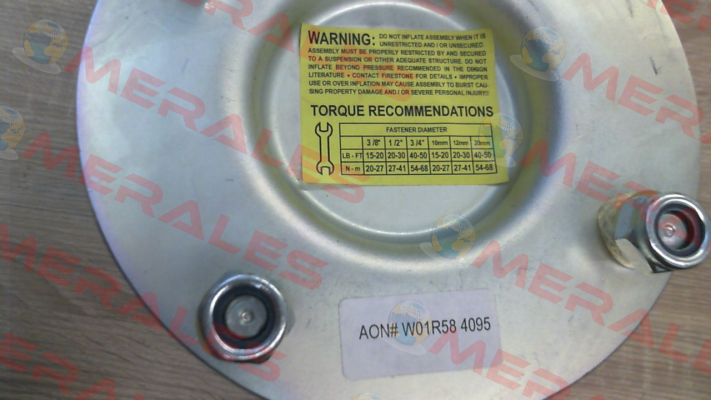 WARNING: DO NOT INFLATE ASSEMBLY WHEN IT IS
UNRESTRICTED AND / OR UNSECURED.
ASSEMBLY MUST BE PROPERLY RESTRICTED BY AND SECURED
TO A SUSPENSION OR OTHER ADEQUATE STRUCTURE. DO NOT
INFLATE BEYOND PRESSURE RECOMMENDED IN THE DESIGN
LITERATURE • CONTACT FIRESTONE FOR DETAILS • IMPROPER
USE OR OVER INFLATION MAY CAUSE ASSEMBLY TO BURST CAU-
SING PROPERTY DAMAGE AND / OR SEVERE PERSONAL INJURY!!
TORQUE RECOMMENDATIONS
FASTENER DIAMETER
3 /8" 1 /2" 3 /4" 10mm 12mm 20mm
LB - FT 15-20 20-30 40-50 15-20 20-30 40-50
N - m 20-27 27-41 54-68 20-27 27-41 54-68
AON# W01R58 4095
MERALES
MERALES
MERALES
MERALES
MERALES